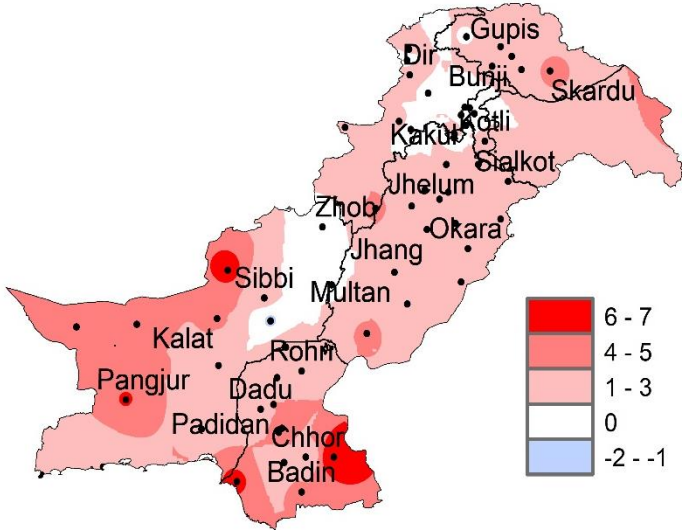 Gupis
Dir
Bunji
Skardu
Kotli
Kakul
Sialkot
Jhelum
Zhob
Okara
Jhang
Sibbi
Multan
Kalat
Rohri
Pangjur
Dadu
Padidan
Chhor
Badin
6 - 7
4 - 5
1 - 3
0
-2 - -1